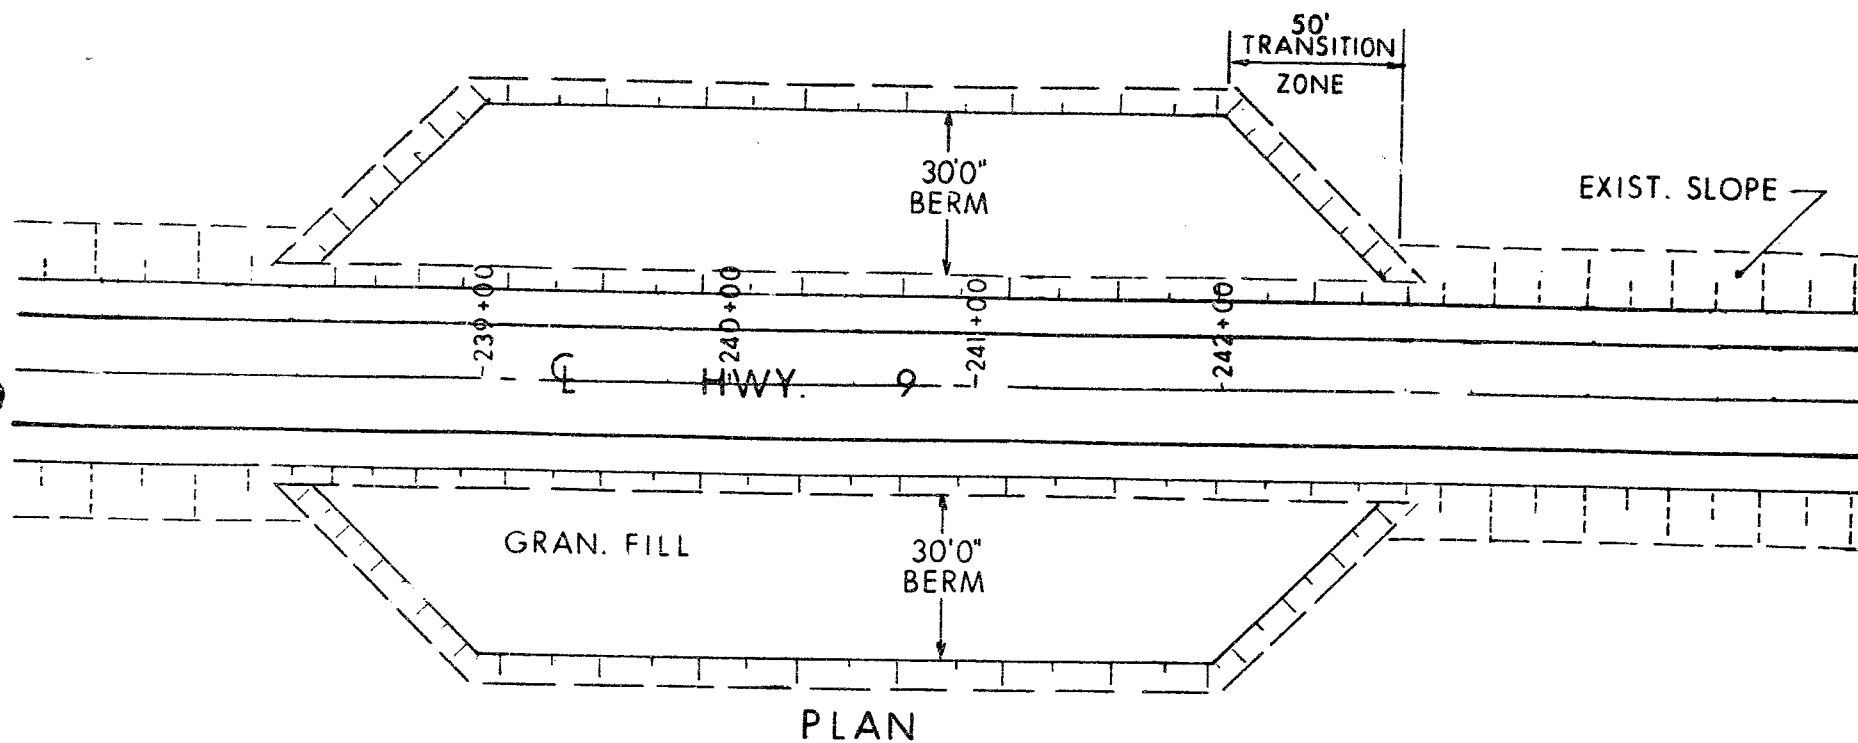 50'
TRANSITION
ZONE
30'0"
BERM
EXIST. SLOPE
239+00
240+00
241+00
242+00
℄ HWY. 9
GRAN. FILL
30'0"
BERM
PLAN